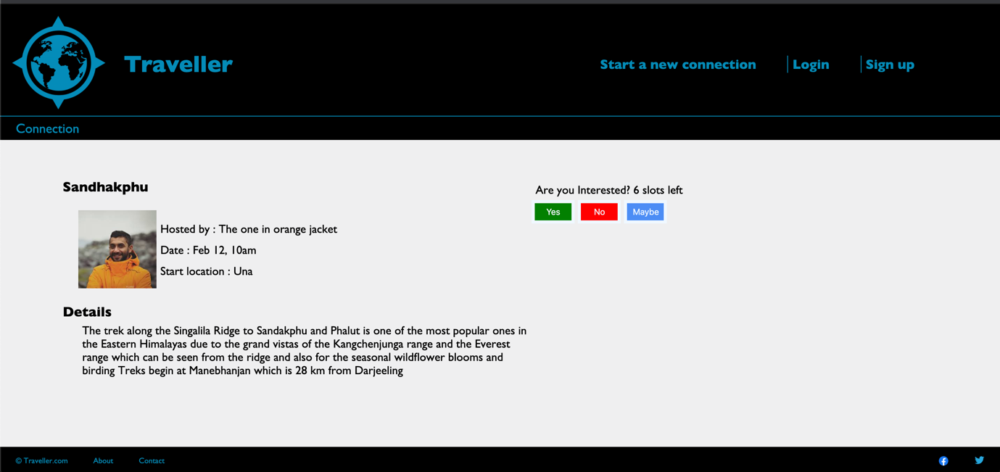 Traveller
Start a new connection
Login
Sign up
Connection
Sandhakphu
Hosted by : The one in orange jacket
Date : Feb 12, 10am
Start location : Una
Are you Interested? 6 slots left
Yes
No
Maybe
Details
The trek along the Singalila Ridge to Sandakphu and Phalut is one of the most popular ones in
the Eastern Himalayas due to the grand vistas of the Kangchenjunga range and the Everest
range which can be seen from the ridge and also for the seasonal wildflower blooms and
birding Treks begin at Manebhanjan which is 28 km from Darjeeling
© Traveller.com
About
Contact